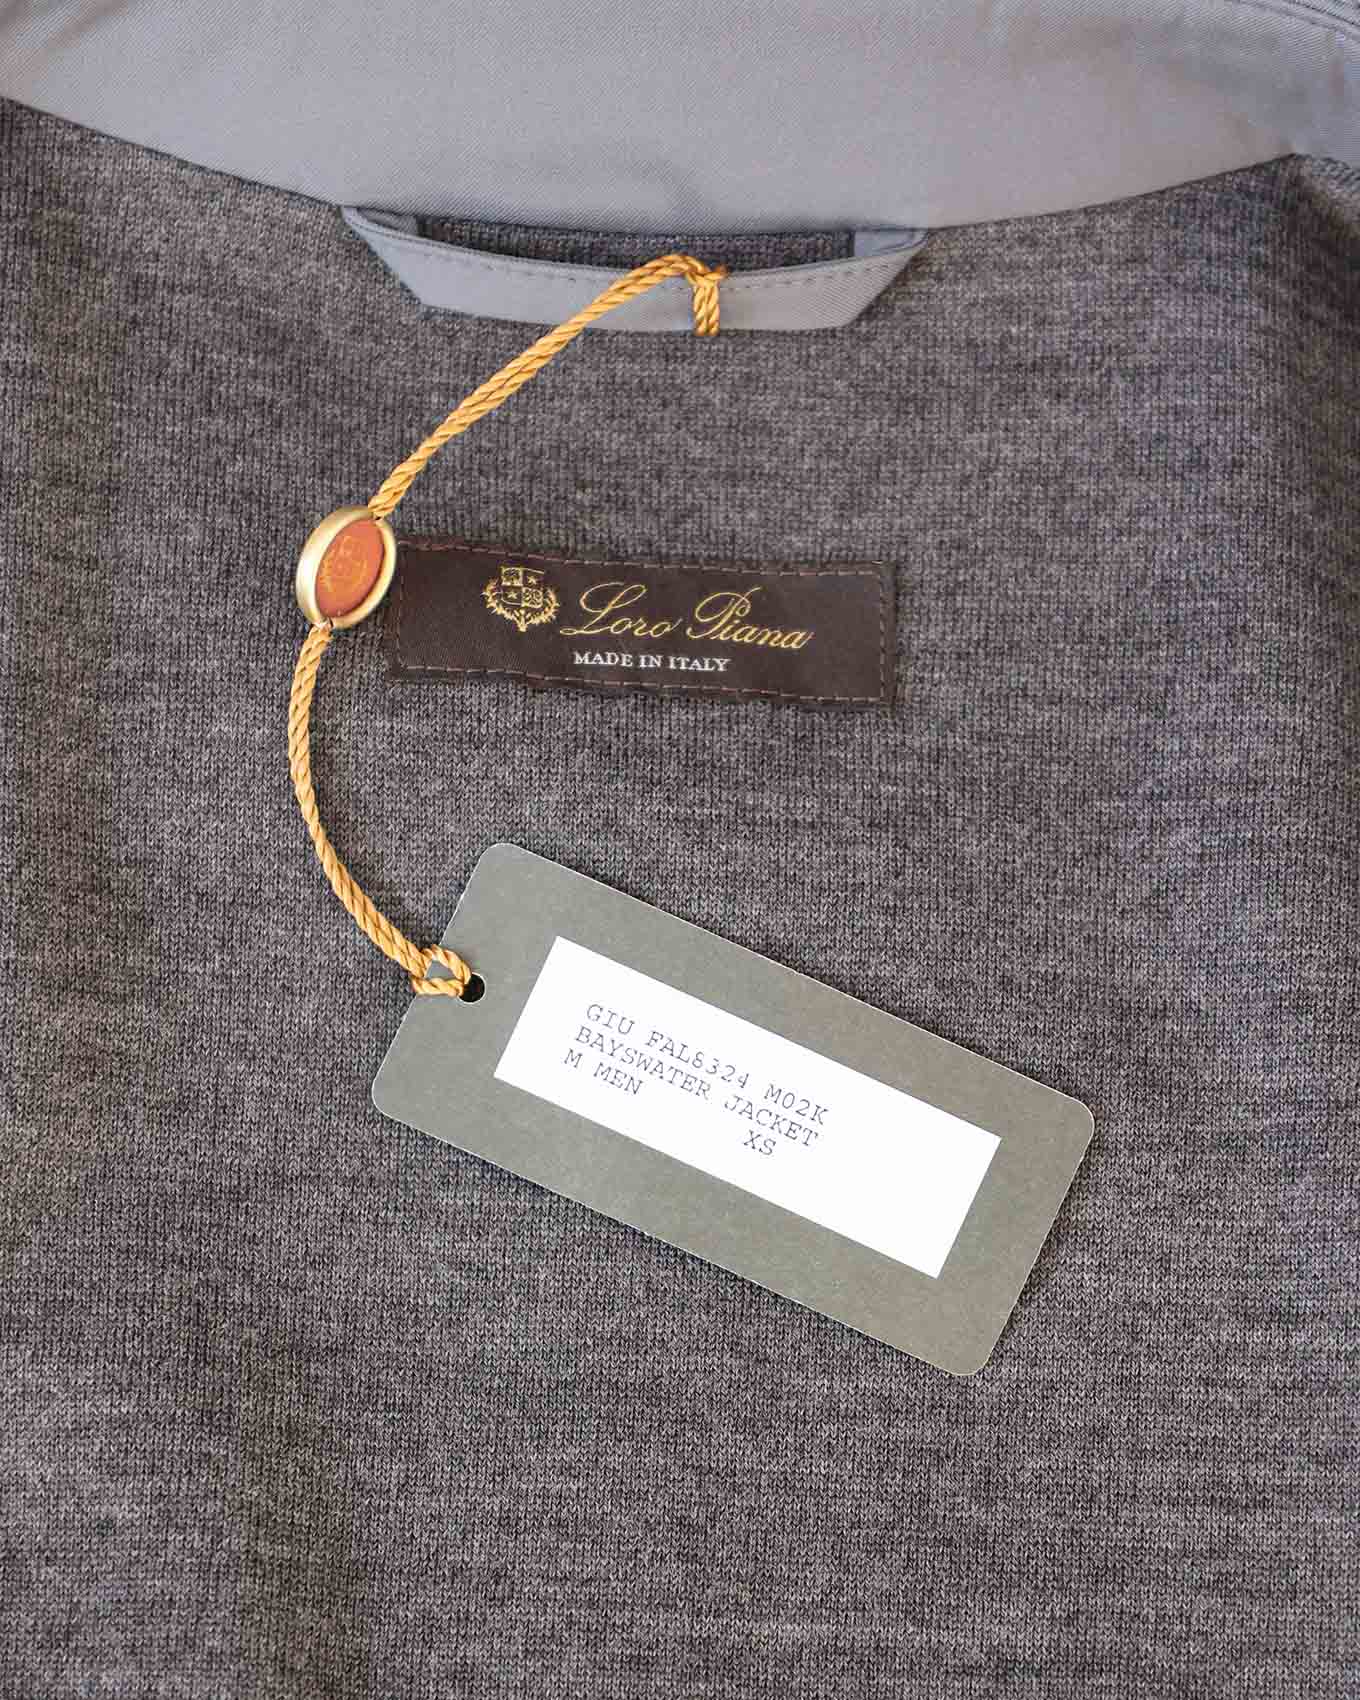 Loro Piana
MADE IN ITALY
GIU FAL8324 M02K
BAYSWATER JACKET
M MEN XS